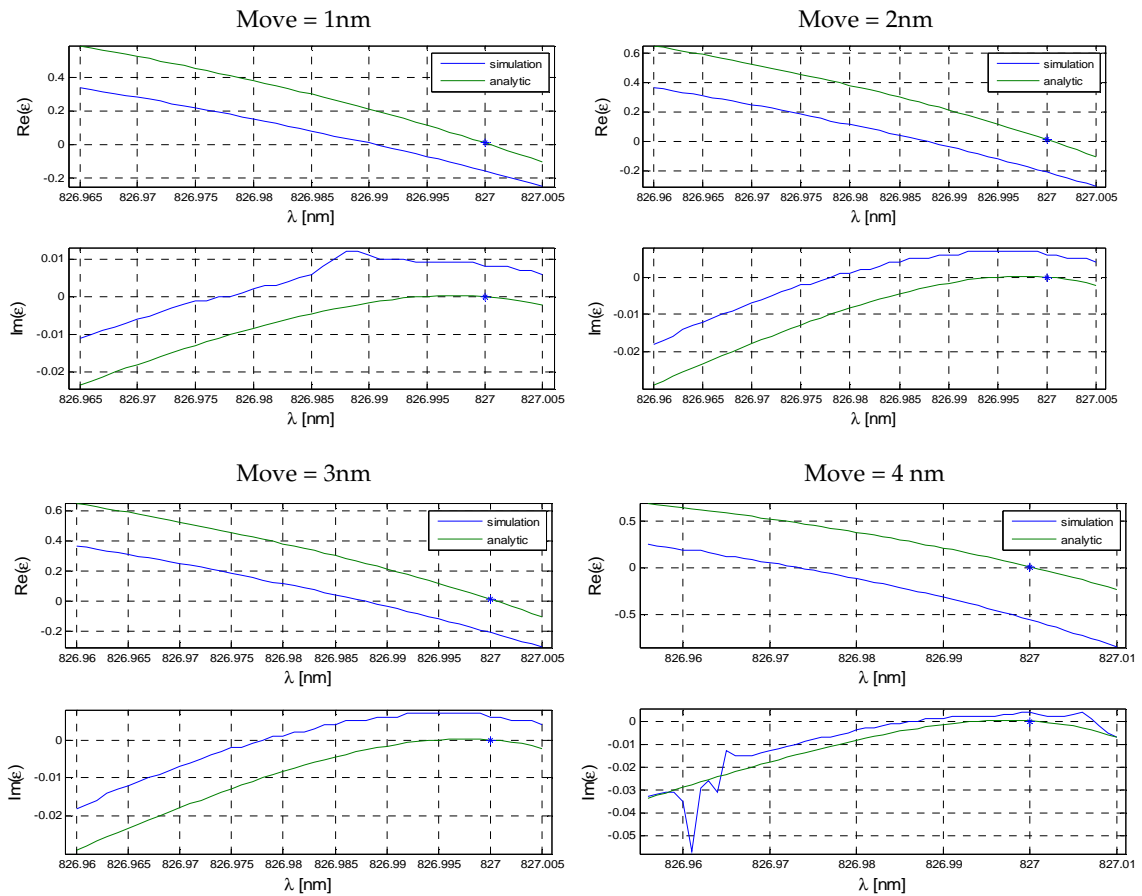 Move = 1nm
Re(ε)
0.4
0.2
0
-0.2
simulation
analytic
826.965 826.97 826.975 826.98 826.985 826.99 826.995 827 827.005
λ [nm]
Im(ε)
0.01
0
-0.01
-0.02
826.965 826.97 826.975 826.98 826.985 826.99 826.995 827 827.005
λ [nm]
Move = 2nm
Re(ε)
0.6
0.4
0.2
0
-0.2
simulation
analytic
826.96 826.965 826.97 826.975 826.98 826.985 826.99 826.995 827 827.005
λ [nm]
Im(ε)
0
-0.01
-0.02
826.96 826.965 826.97 826.975 826.98 826.985 826.99 826.995 827 827.005
λ [nm]
Move = 3nm
Re(ε)
0.6
0.4
0.2
0
-0.2
simulation
analytic
826.96 826.965 826.97 826.975 826.98 826.985 826.99 826.995 827 827.005
λ [nm]
Im(ε)
0
-0.01
-0.02
826.96 826.965 826.97 826.975 826.98 826.985 826.99 826.995 827 827.005
λ [nm]
Move = 4 nm
Re(ε)
0.5
0
-0.5
simulation
analytic
826.96 826.97 826.98 826.99 827 827.01
λ [nm]
Im(ε)
0
-0.01
-0.02
-0.03
-0.04
-0.05
826.96 826.97 826.98 826.99 827 827.01
λ [nm]